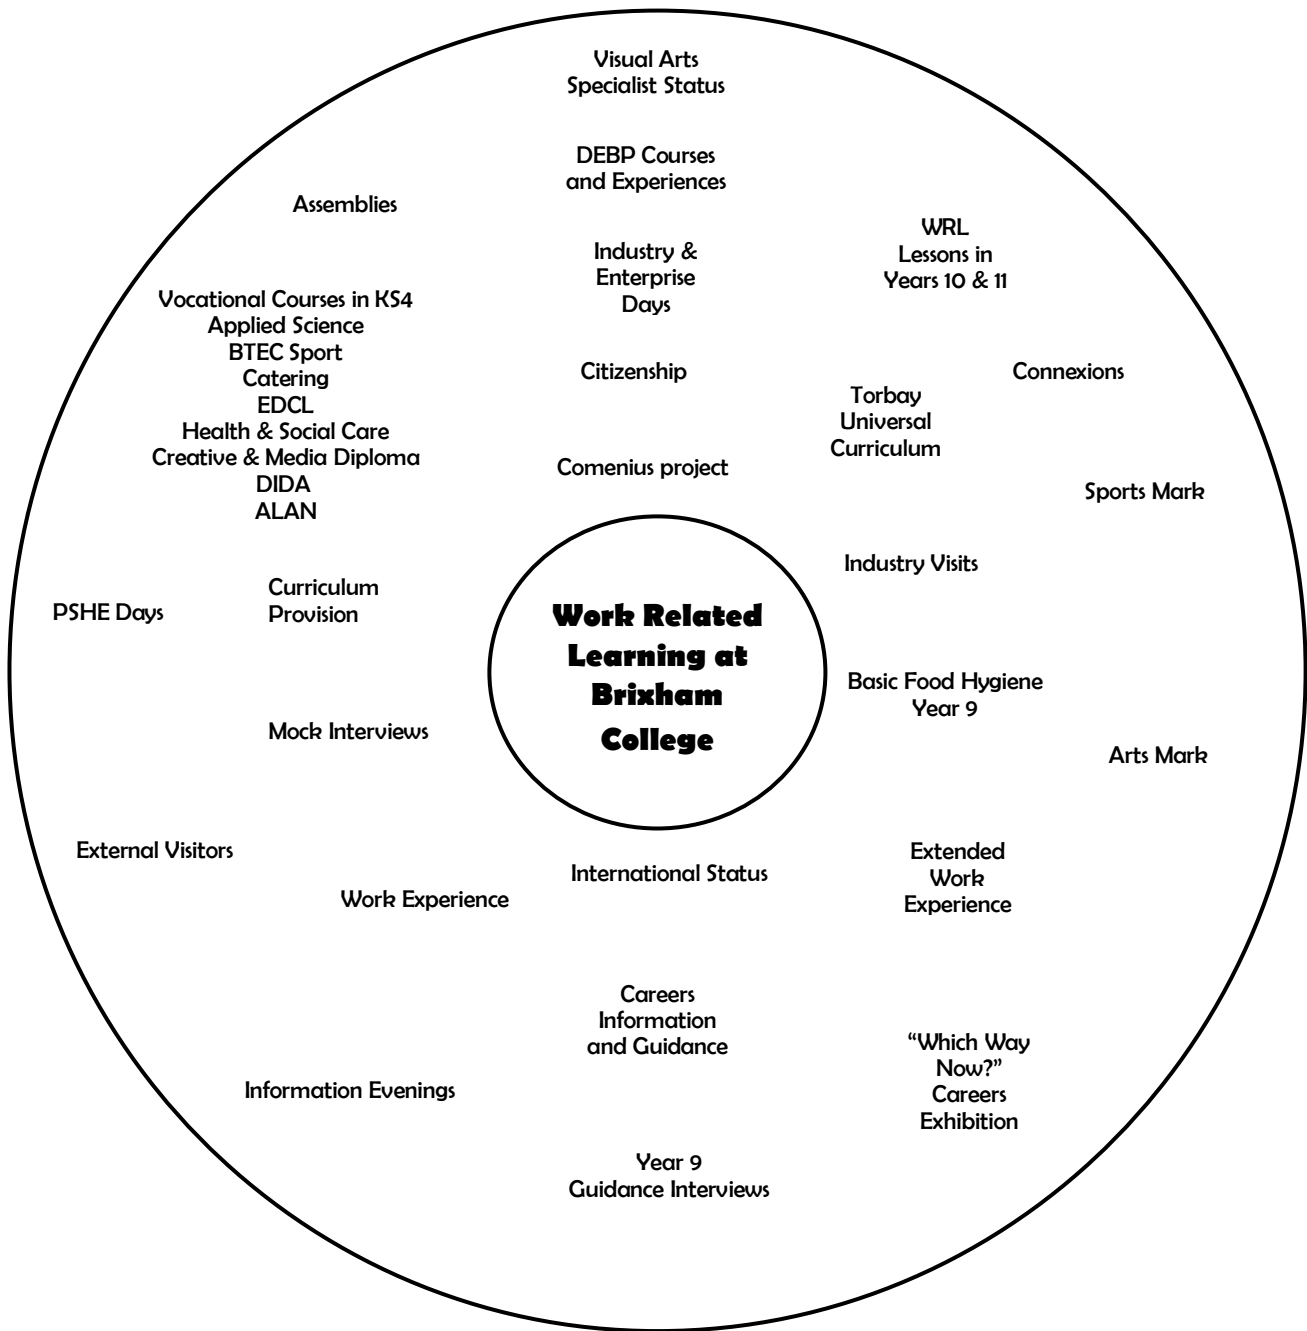 Visual Arts
Specialist Status
DEBP Courses
and Experiences
Assemblies
WRL
Lessons in
Years 10 & 11
Industry &
Enterprise
Days
Vocational Courses in KS4
Applied Science
BTEC Sport
Catering
EDCL
Health & Social Care
Creative & Media Diploma
DIDA
ALAN
Citizenship
Connexions
Torbay
Universal
Curriculum
Comenius project
Sports Mark
Industry Visits
PSHE Days
Curriculum
Provision
Work Related
Learning at
Brixham
College
Basic Food Hygiene
Year 9
Mock Interviews
Arts Mark
External Visitors
International Status
Extended
Work
Experience
Work Experience
Careers
Information
and Guidance
“Which Way
Now?”
Careers
Exhibition
Information Evenings
Year 9
Guidance Interviews